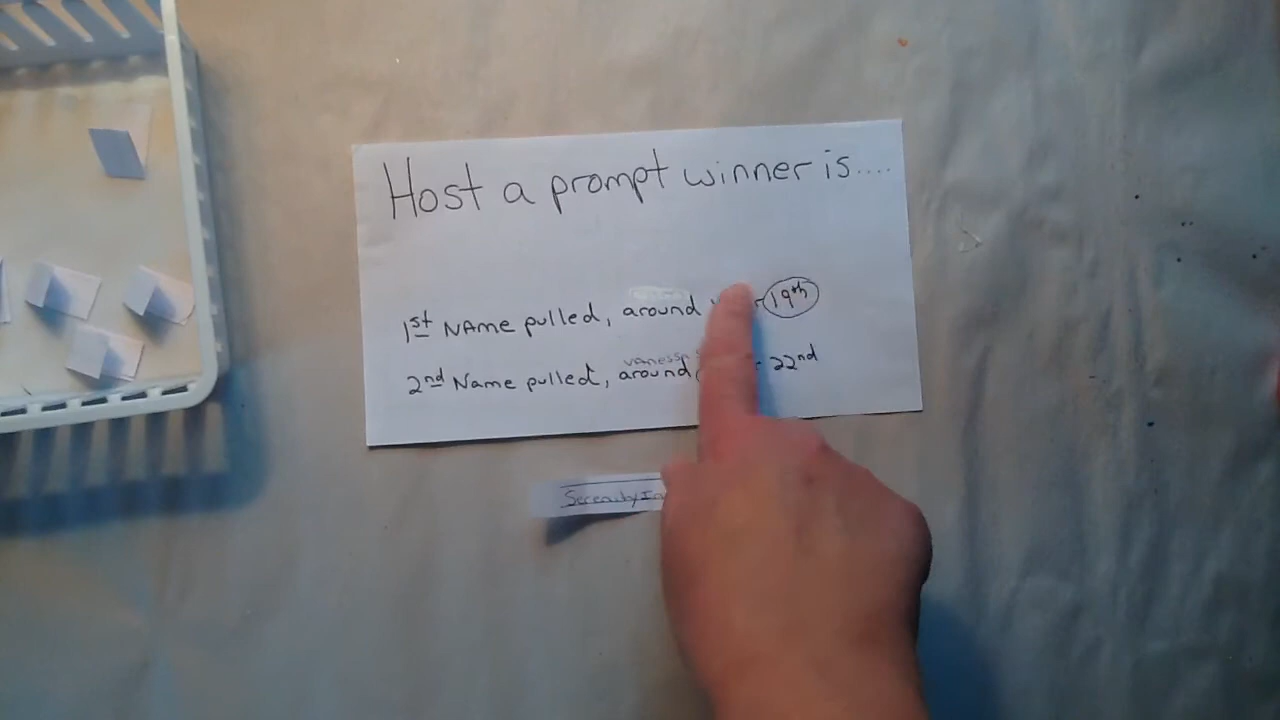 Host a prompt winner is....
1st NAme pulled, around 19th
vanessa
2nd Name pulled, around 22nd